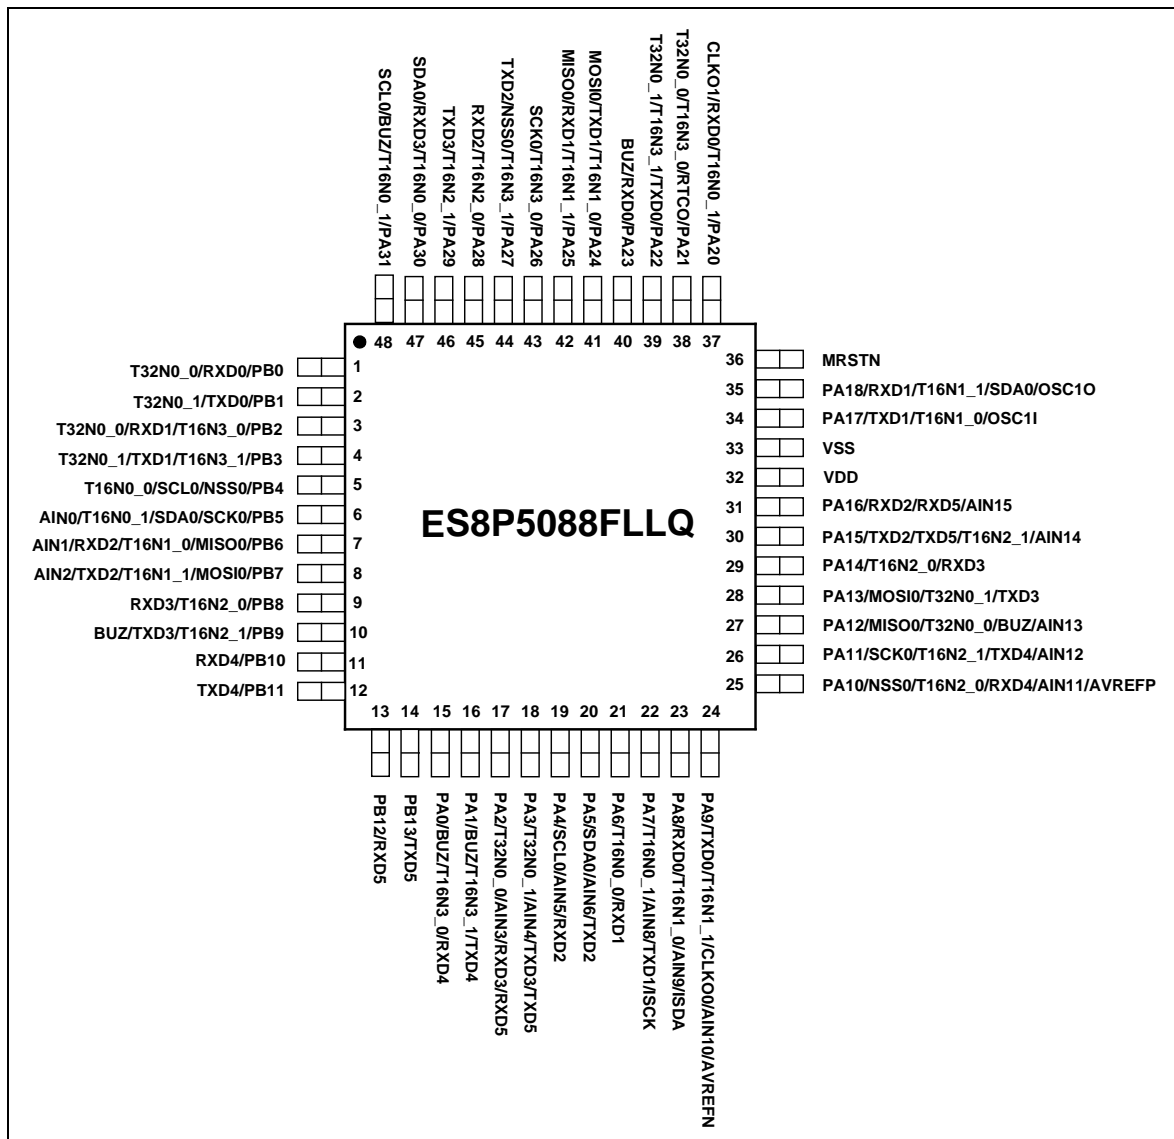 SCL0/BUZ/T16N0_1/PA31
SDA0/RXD3/T16N0_0/PA30
TXD3/T16N2_1/PA29
RXD2/T16N2_0/PA28
TXD2/NSS0/T16N3_1/PA27
SCK0/T16N3_0/PA26
MISO0/RXD1/T16N1_1/PA25
MOSI0/TXD1/T16N1_0/PA24
BUZ/RXD0/PA23
T32N0_1/T16N3_1/TXD0/PA22
T32N0_0/T16N3_0/RTCO/PA21
CLKO1/RXD0/T16N0_1/PA20
48 47 46 45 44 43 42 41 40 39 38 37
T32N0_0/RXD0/PB0 1
T32N0_1/TXD0/PB1 2
T32N0_0/RXD1/T16N3_0/PB2 3
T32N0_1/TXD1/T16N3_1/PB3 4
T16N0_0/SCL0/NSS0/PB4 5
AIN0/T16N0_1/SDA0/SCK0/PB5 6
AIN1/RXD2/T16N1_0/MISO0/PB6 7
AIN2/TXD2/T16N1_1/MOSI0/PB7 8
RXD3/T16N2_0/PB8 9
BUZ/TXD3/T16N2_1/PB9 10
RXD4/PB10 11
TXD4/PB11 12
ES8P5088FLLQ
36 MRSTN
35 PA18/RXD1/T16N1_1/SDA0/OSC1O
34 PA17/TXD1/T16N1_0/OSC1I
33 VSS
32 VDD
31 PA16/RXD2/RXD5/AIN15
30 PA15/TXD2/TXD5/T16N2_1/AIN14
29 PA14/T16N2_0/RXD3
28 PA13/MOSI0/T32N0_1/TXD3
27 PA12/MISO0/T32N0_0/BUZ/AIN13
26 PA11/SCK0/T16N2_1/TXD4/AIN12
25 PA10/NSS0/T16N2_0/RXD4/AIN11/AVREFP
13 14 15 16 17 18 19 20 21 22 23 24
PB12/RXD5
PB13/TXD5
PA0/BUZ/T16N3_0/RXD4
PA1/BUZ/T16N3_1/TXD4
PA2/T32N0_0/AIN3/RXD3/RXD5
PA3/T32N0_1/AIN4/TXD3/TXD5
PA4/SCL0/AIN5/RXD2
PA5/SDA0/AIN6/TXD2
PA6/T16N0_0/RXD1
PA7/T16N0_1/AIN8/TXD1/ISCK
PA8/RXD0/T16N1_0/AIN9/ISDA
PA9/TXD0/T16N1_1/CLKO0/AIN10/AVREFN